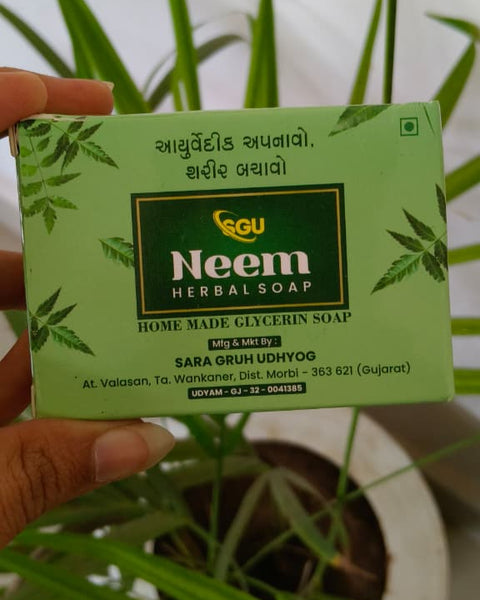 આયુર્વેદીક અપનાવો.
શરીર બચાવો
SGU
Neem
HERBAL SOAP
HOME MADE GLYCERIN SOAP
Mfg & Mkt By :
SARA GRUH UDHYOG
At. Valasan, Ta. Wankaner, Dist. Morbi - 363 621 (Gujarat)
UDYAM - GJ - 32 - 0041385